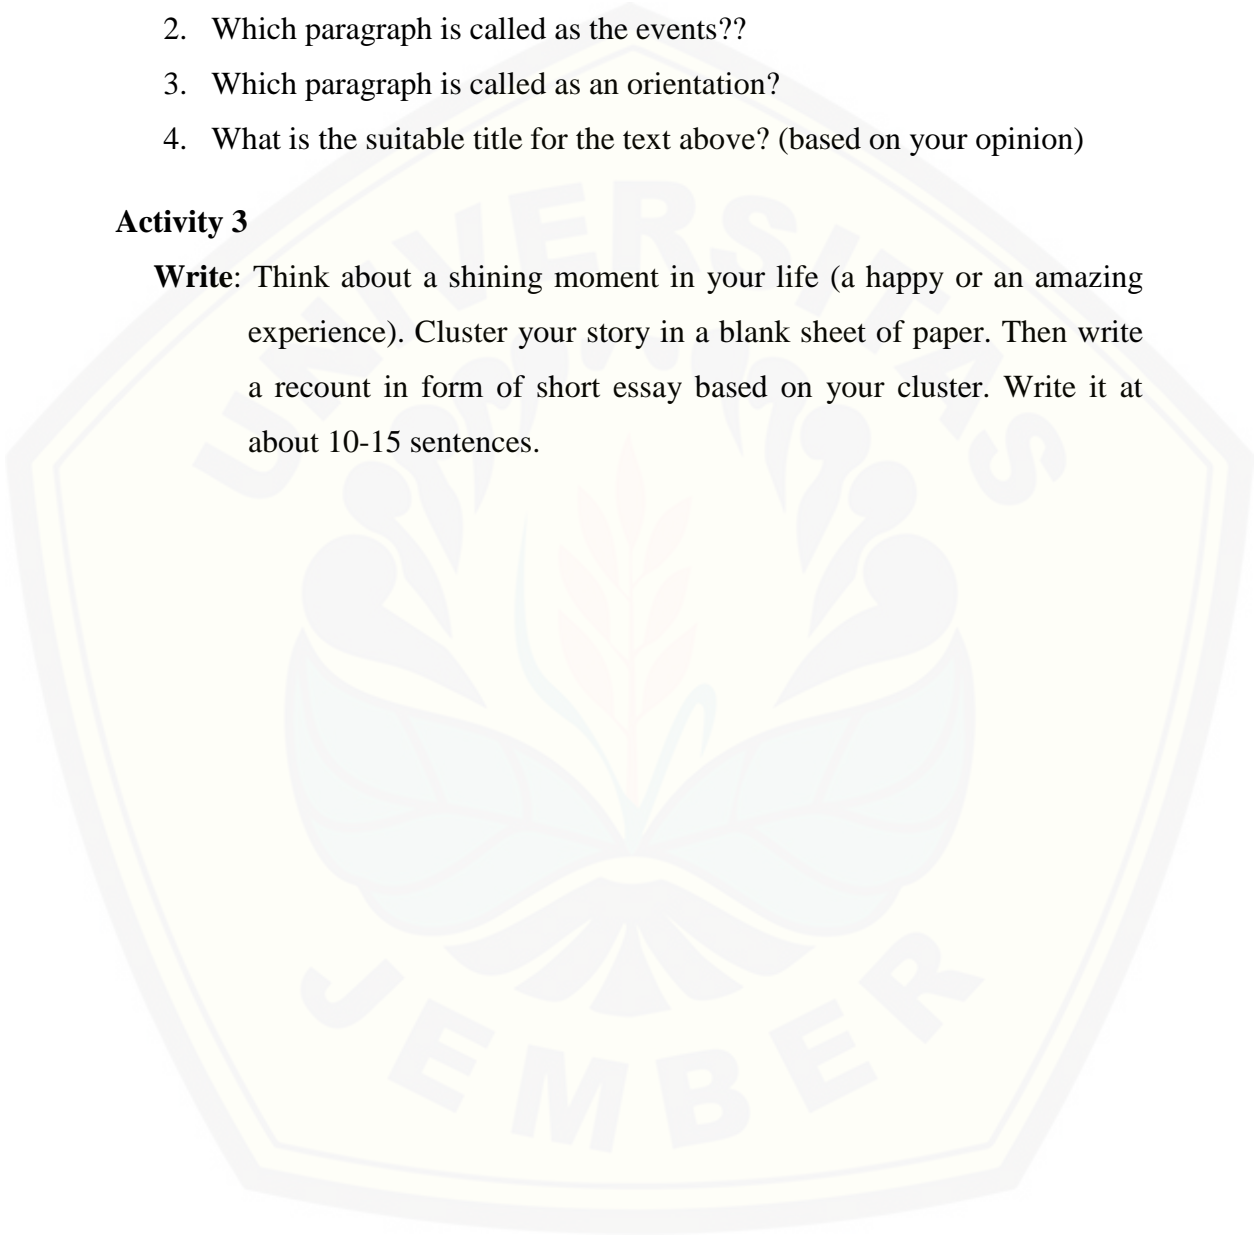 2. Which paragraph is called as the events??
3. Which paragraph is called as an orientation?
4. What is the suitable title for the text above? (based on your opinion)
Activity 3
Write: Think about a shining moment in your life (a happy or an amazing
experience). Cluster your story in a blank sheet of paper. Then write
a recount in form of short essay based on your cluster. Write it at
about 10-15 sentences.
UNIVERSITAS
JEMBER